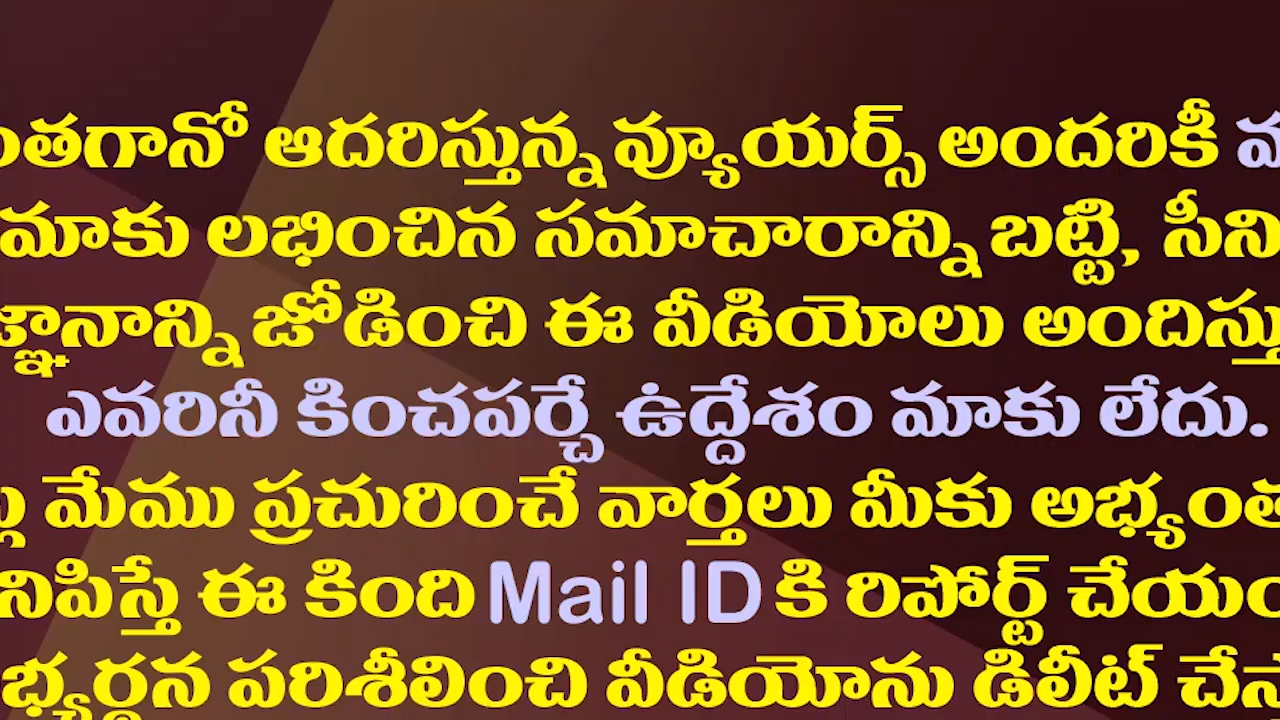 ంతగానో ఆదరిస్తున్న వ్యూయర్స్ అందరికీ
మాకు లభించిన సమాచారాన్ని బట్టి, సీని
జ్ఞానాన్ని జోడించి ఈ వీడియోలు అందిస్తు
ఎవరినీ కించపర్చే ఉద్దేశం మాకు లేదు.
మేము ప్రచురించే వార్తలు మీకు అభ్యంత
నిపిస్తే ఈ కింది Mail ID కి రిపోర్ట్ చేయం
భ్యర్థన పరిశీలించి వీడియోను డిలీట్ చేస